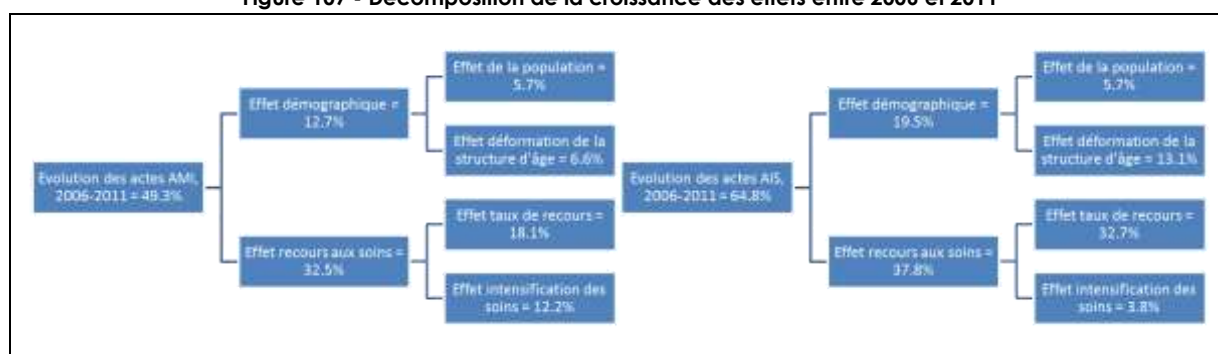 Figure 107 - Décomposition de la croissance des effets entre 2006 et 2011
Effet de la population =
5.7%
Effet démographique =
12.7%
Effet déformation de la
structure d'âge = 6.6%
Evolution des actes AMI,
2006-2011 = 49.3%
Effet taux de recours =
18.1%
Effet recours aux soins =
32.5%
Effet intensification des
soins = 12.2%
Effet de la population =
5.7%
Effet démographique =
19.5%
Effet déformation de la
structure d'âge = 13.1%
Evolution des actes AIS,
2006-2011 = 64.8%
Effet taux de recours =
32.7%
Effet recours aux soins =
37.8%
Effet intensification des
soins = 3.8%